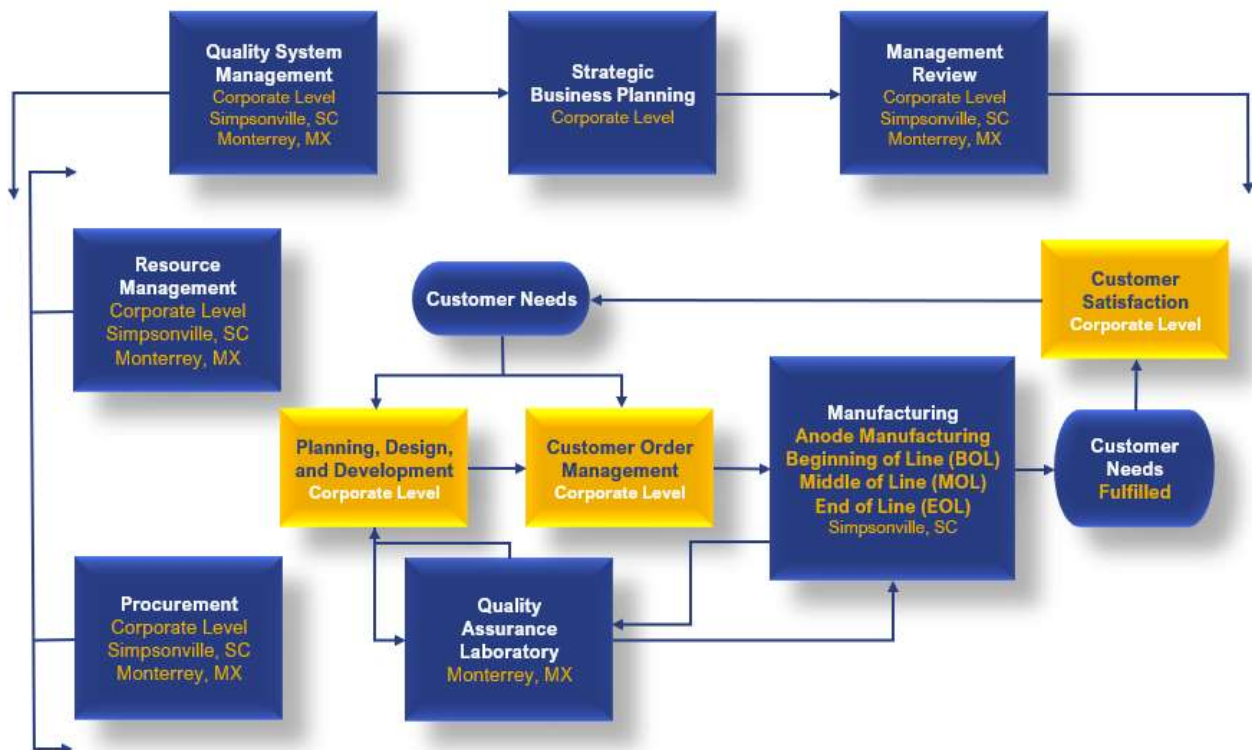 Quality System
Management
Corporate Level
Simpsonville, SC
Monterrey, MX
Strategic
Business Planning
Corporate Level
Management
Review
Corporate Level
Simpsonville, SC
Monterrey, MX
Resource
Management
Corporate Level
Simpsonville, SC
Monterrey, MX
Customer Needs
Customer
Satisfaction
Corporate Level
Planning, Design,
and Development
Corporate Level
Customer Order
Management
Corporate Level
Manufacturing
Anode Manufacturing
Beginning of Line (BOL)
Middle of Line (MOL)
End of Line (EOL)
Simpsonville, SC
Customer
Needs
Fulfilled
Procurement
Corporate Level
Simpsonville, SC
Monterrey, MX
Quality
Assurance
Laboratory
Monterrey, MX